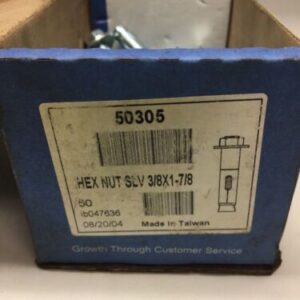 50305
HEX NUT SLV 3/8X1-7/8
50
ib047636
08/20/04 Made In Taiwan
Growth Through Customer Service